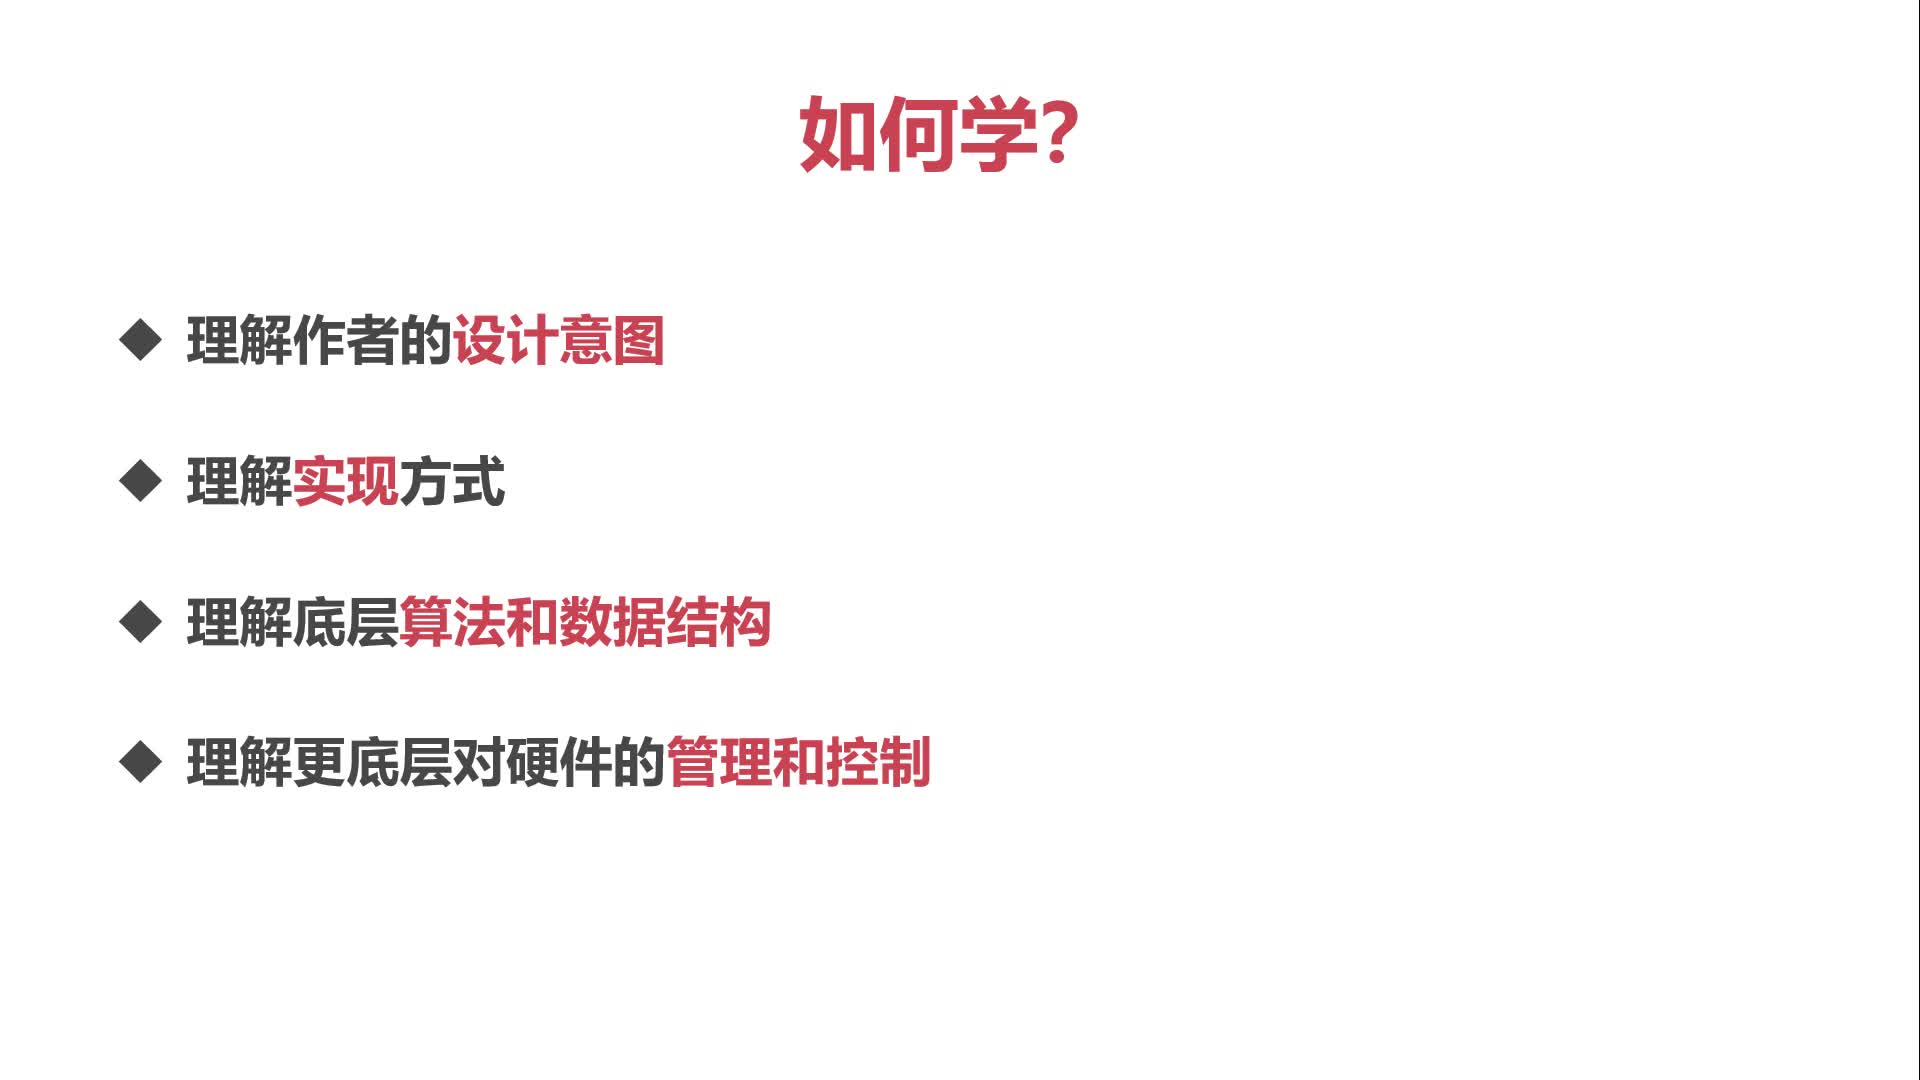 如何学？
理解作者的设计意图
理解实现方式
理解底层算法和数据结构
理解更底层对硬件的管理和控制